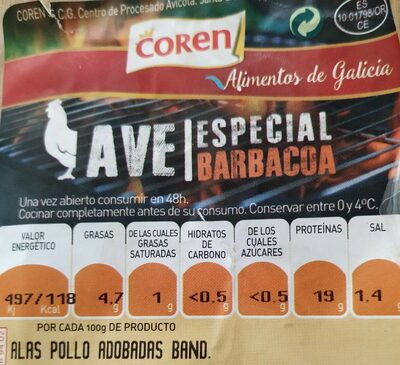 COREN S.C.G. Centro de Procesado Avícola.
ES
10.01798/OR
CE
COREN
Alimentos de Galicia
AVE ESPECIAL
BARBACOA
Una vez abierto consumir en 48h.
Cocinar completamente antes de su consumo. Conservar entre 0 y 4ºC.
VALOR
ENERGÉTICO
497/118
Kj Kcal
GRASAS
4,7
g
DE LAS CUALES
GRASAS
SATURADAS
1
g
HIDRATOS
DE
CARBONO
<0.5
g
DE LOS
CUALES
AZUCARES
<0.5
g
PROTEÍNAS
19
g
SAL
1,4
g
POR CADA 100g DE PRODUCTO
ALAS POLLO ADOBADAS BAND.